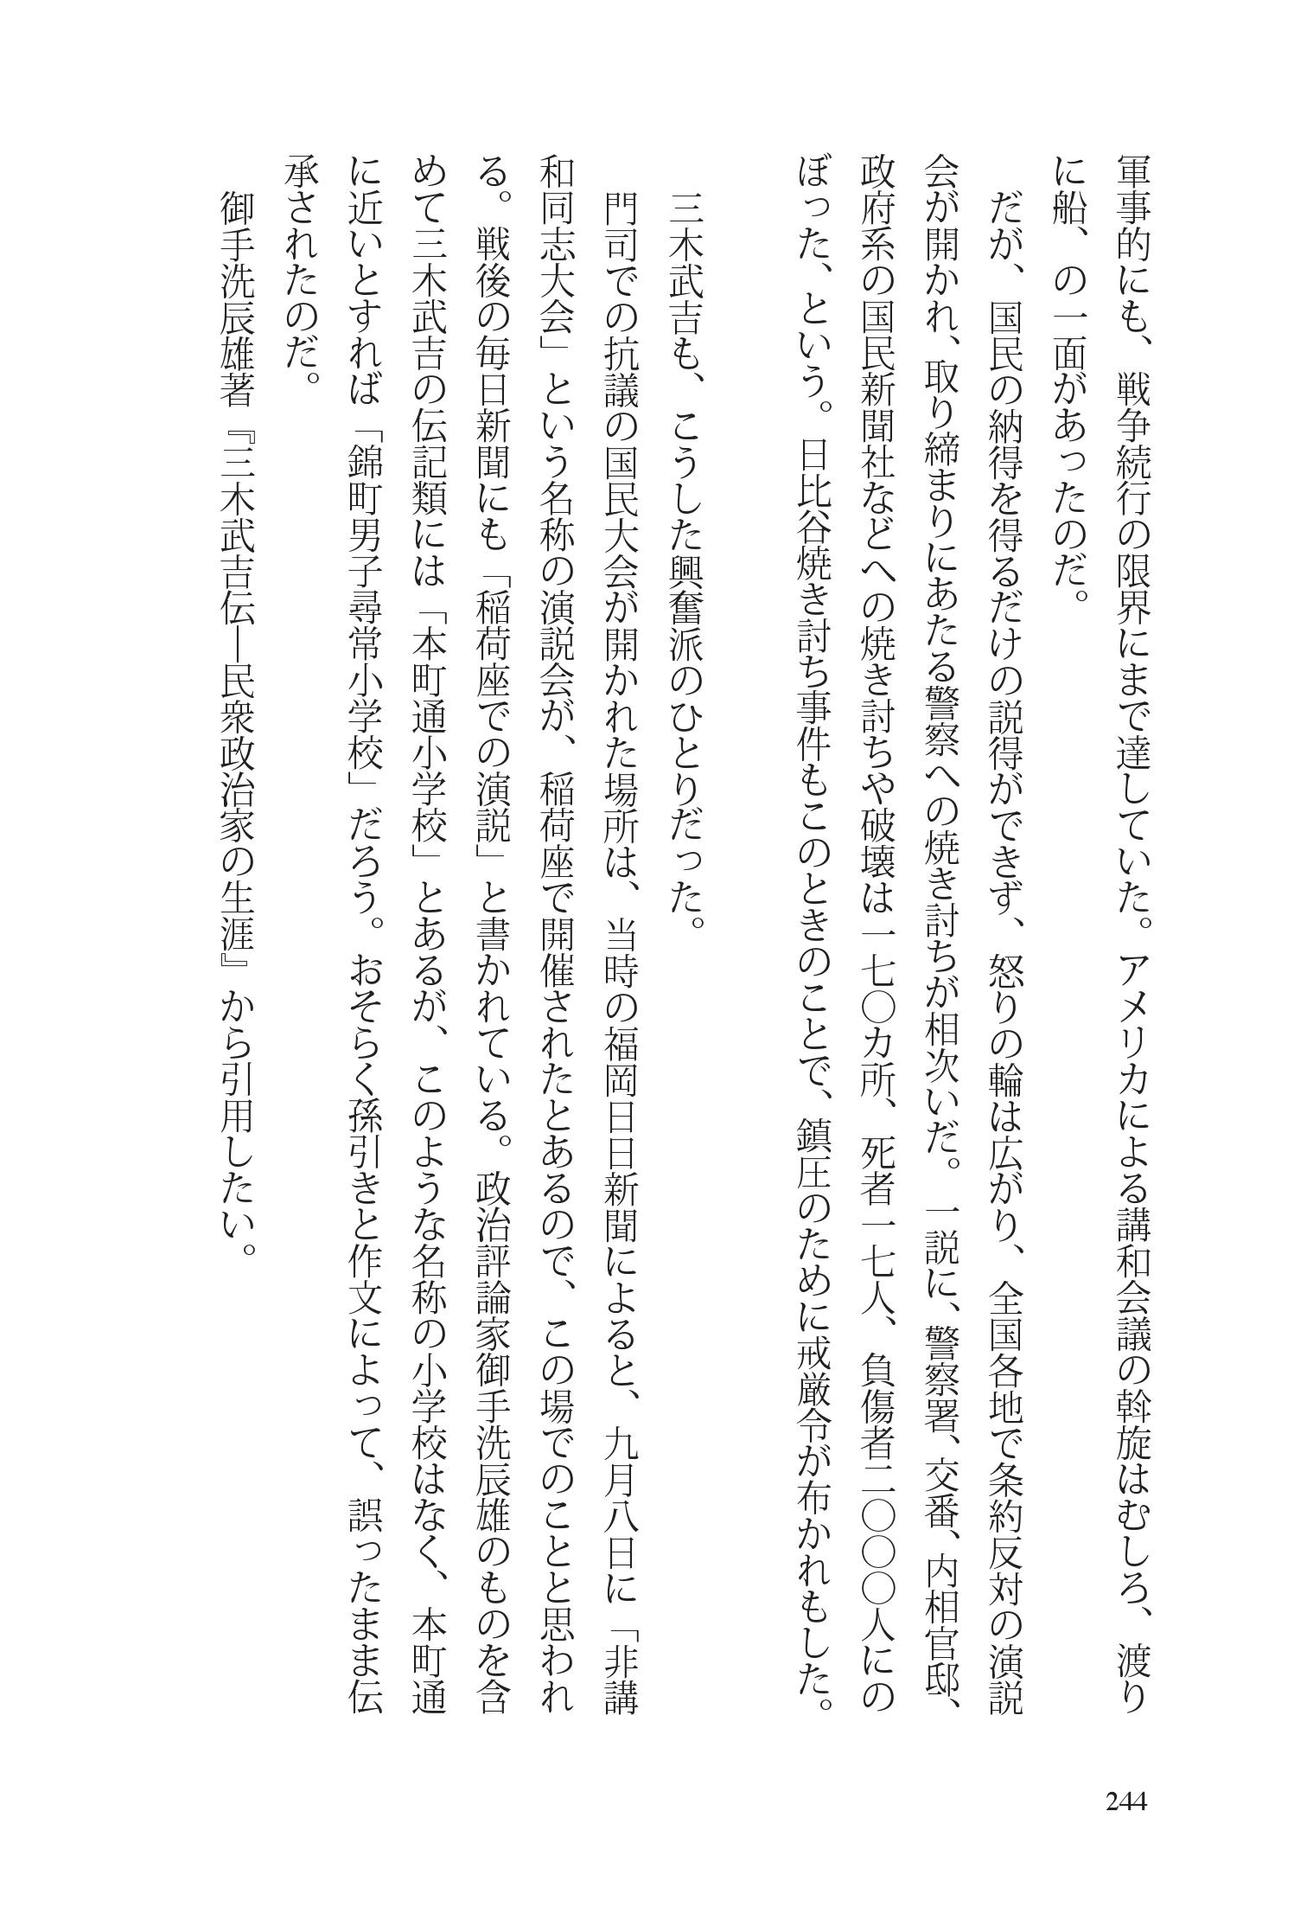 軍事的にも、戦争続行の限界にまで達していた。アメリカによる講和会議の斡旋はむしろ、渡り
に船、の一面があったのだ。
だが、国民の納得を得るだけの説得ができず、怒りの輪は広がり、全国各地で条約反対の演説
会が開かれ、取り締まりにあたる警察への焼き討ちが相次いだ。一説に、警察署、交番、内相官邸、
政府系の国民新聞社などへの焼き討ちや破壊は一七〇カ所、死者一七人、負傷者二〇〇〇人にの
ぼった、という。日比谷焼き討ち事件もこのときのことで、鎮圧のために戒厳令が布かれもした。
三木武吉も、こうした興奮派のひとりだった。
門司での抗議の国民大会が開かれた場所は、当時の福岡日日新聞によると、九月八日に「非講
和同志大会」という名称の演説会が、稲荷座で開催されたとあるので、この場でのことと思われ
る。戦後の毎日新聞にも「稲荷座での演説」と書かれている。政治評論家御手洗辰雄のものを含
めて三木武吉の伝記類には「本町通小学校」とあるが、このような名称の小学校はなく、本町通
に近いとすれば「錦町男子尋常小学校」だろう。おそらく孫引きと作文によって、誤ったまま伝
承されたのだ。
御手洗辰雄著『三木武吉伝―民衆政治家の生涯』から引用したい。
244